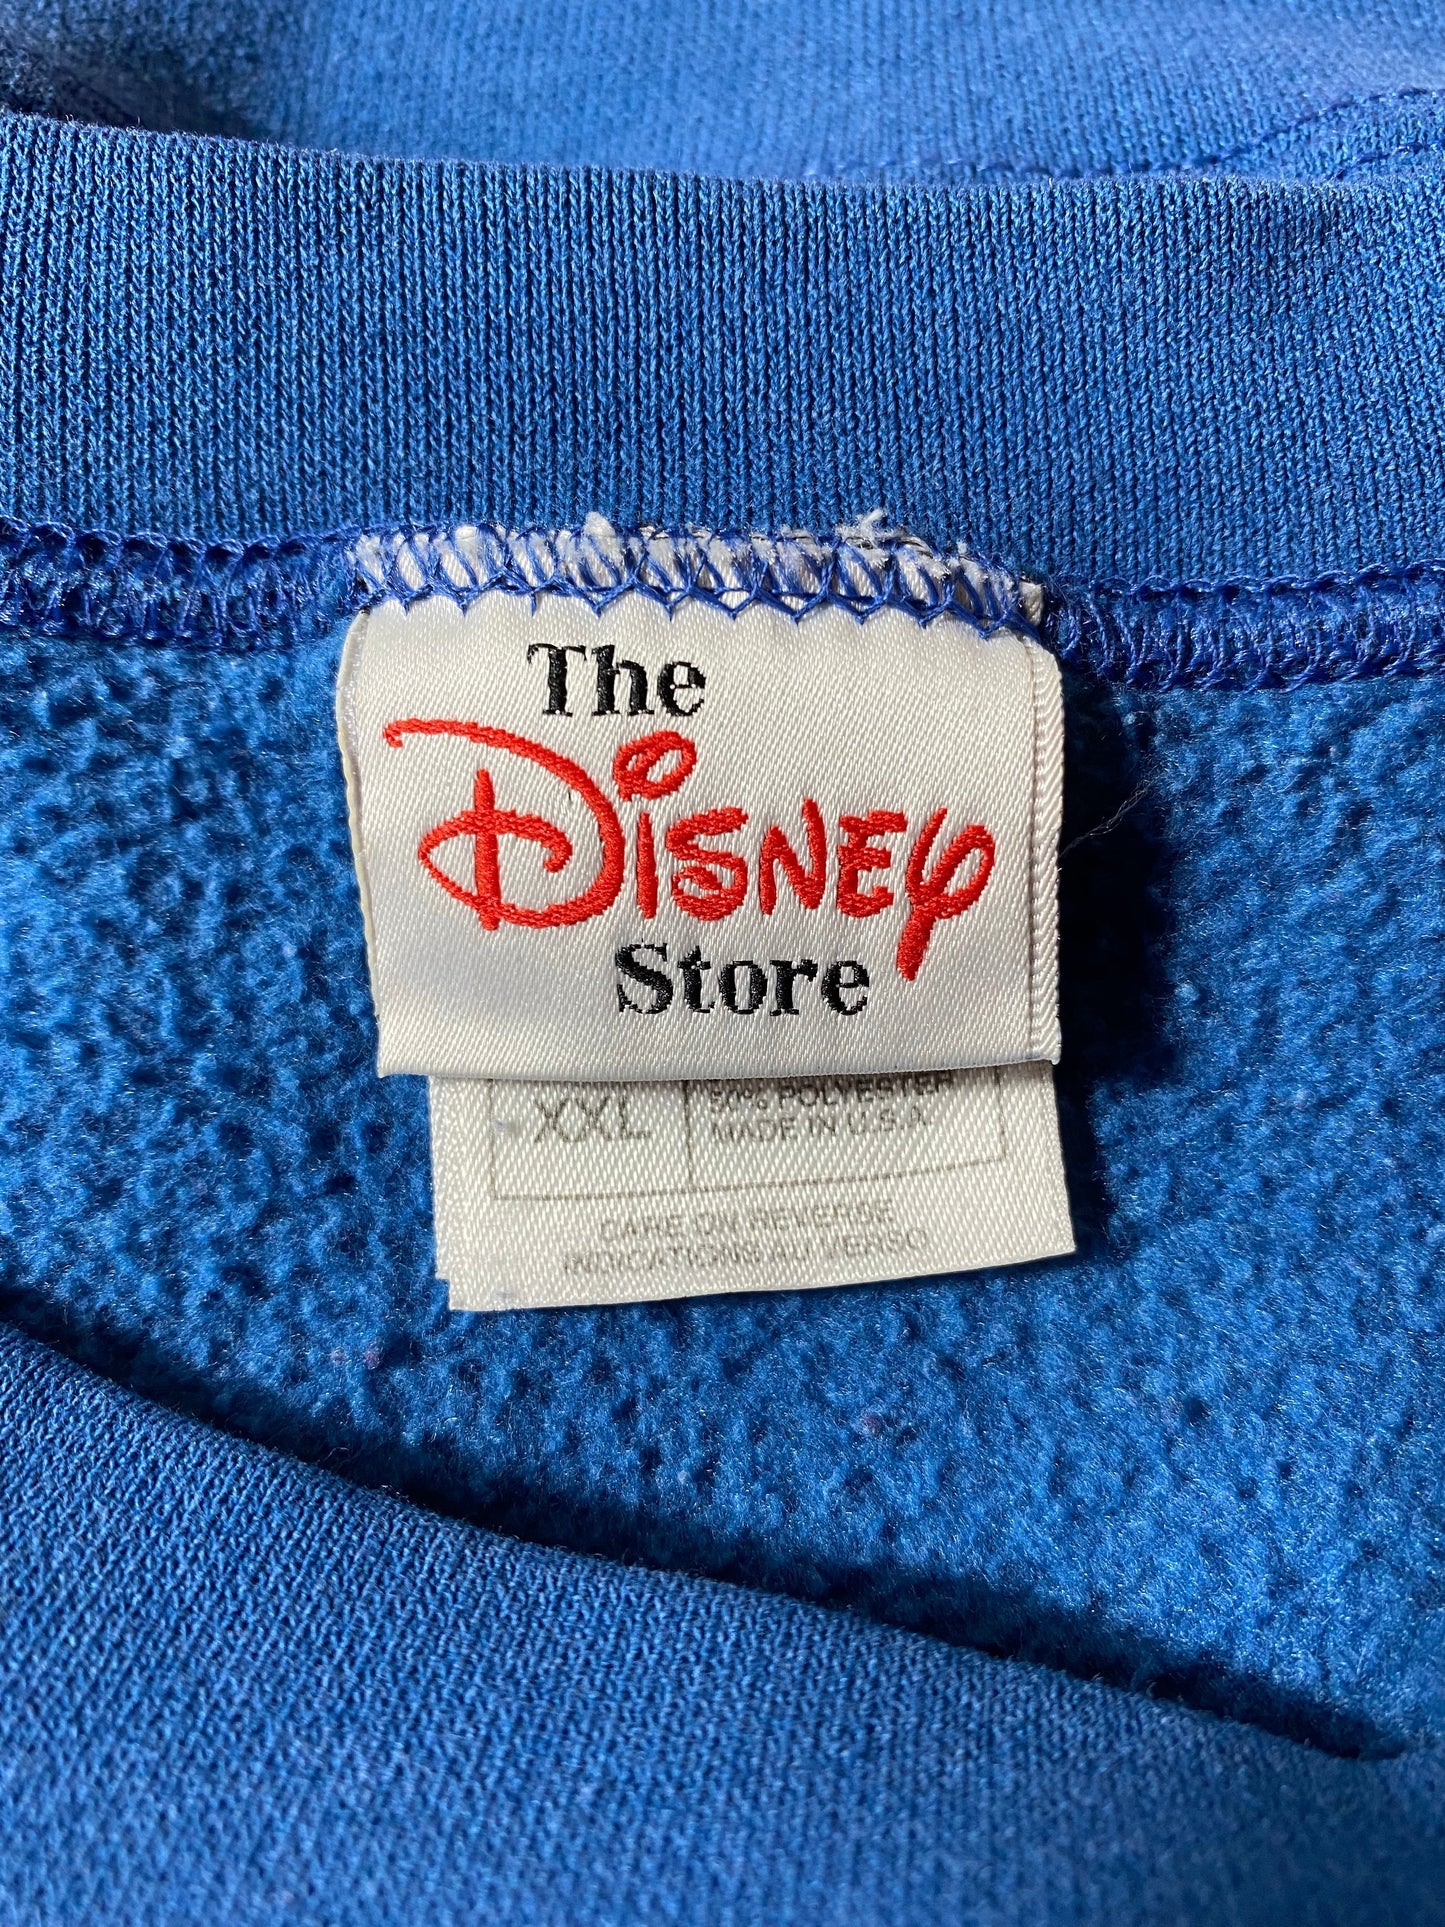 The
Disney
Store
XXL
50% POLYESTER
MADE IN U.S.A.
CARE ON REVERSE
INDICATIONS AU VERSO